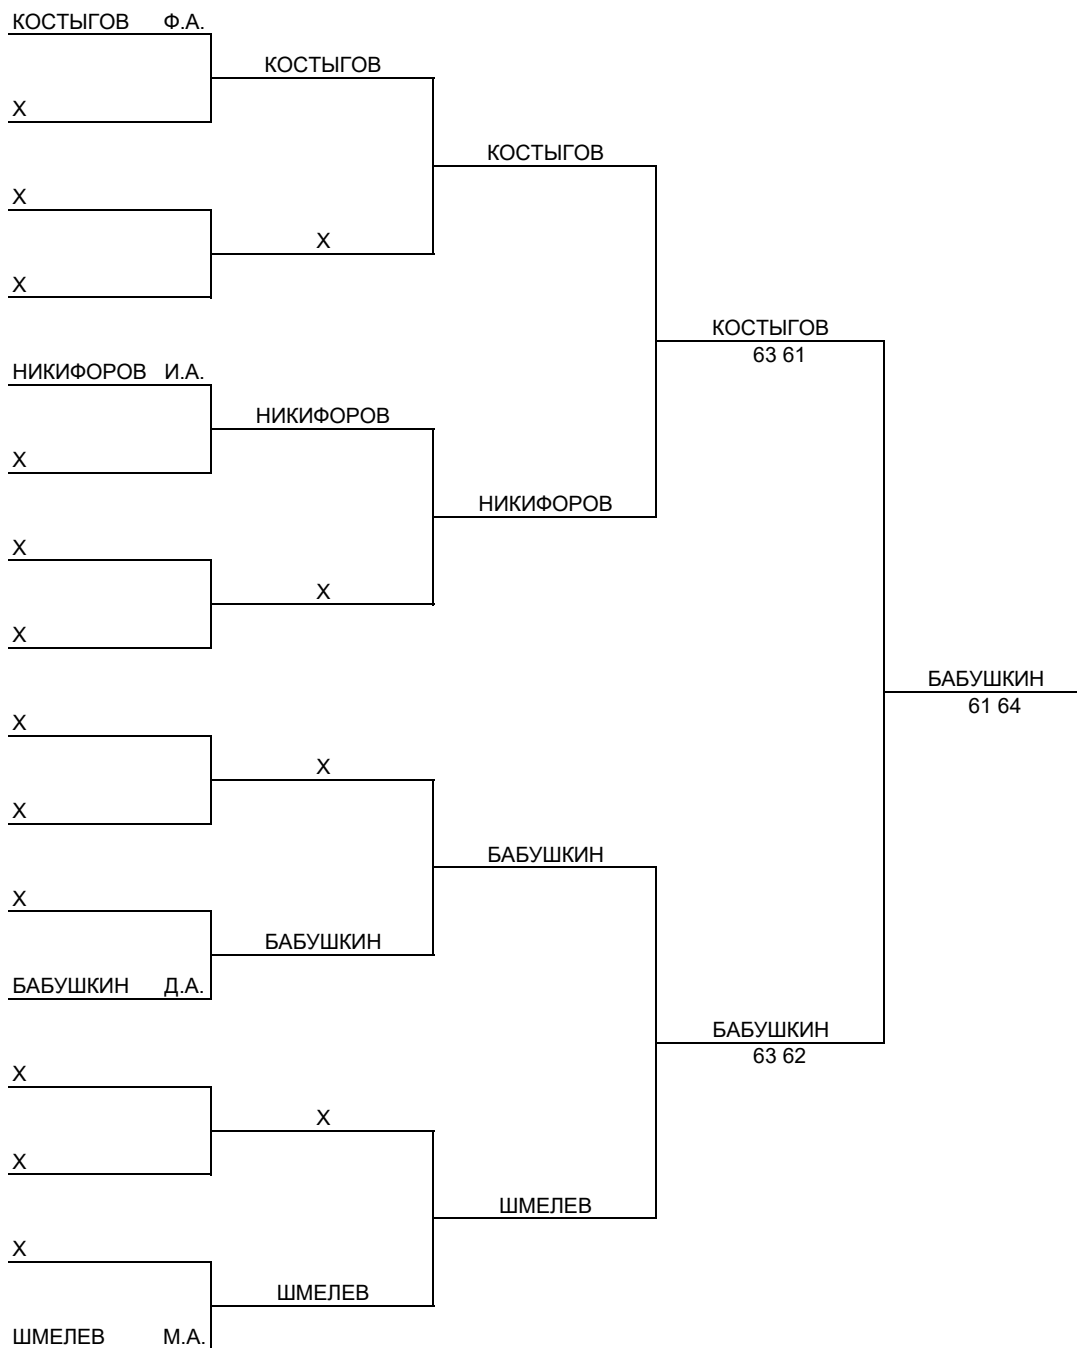 КОСТЫГОВ Ф.А.
КОСТЫГОВ
Х
КОСТЫГОВ
Х
Х
Х
КОСТЫГОВ
63 61
НИКИФОРОВ И.А.
НИКИФОРОВ
Х
НИКИФОРОВ
Х
Х
Х
БАБУШКИН
61 64
Х
Х
Х
БАБУШКИН
Х
БАБУШКИН
БАБУШКИН Д.А.
БАБУШКИН
63 62
Х
Х
Х
ШМЕЛЕВ
Х
ШМЕЛЕВ
ШМЕЛЕВ М.А.